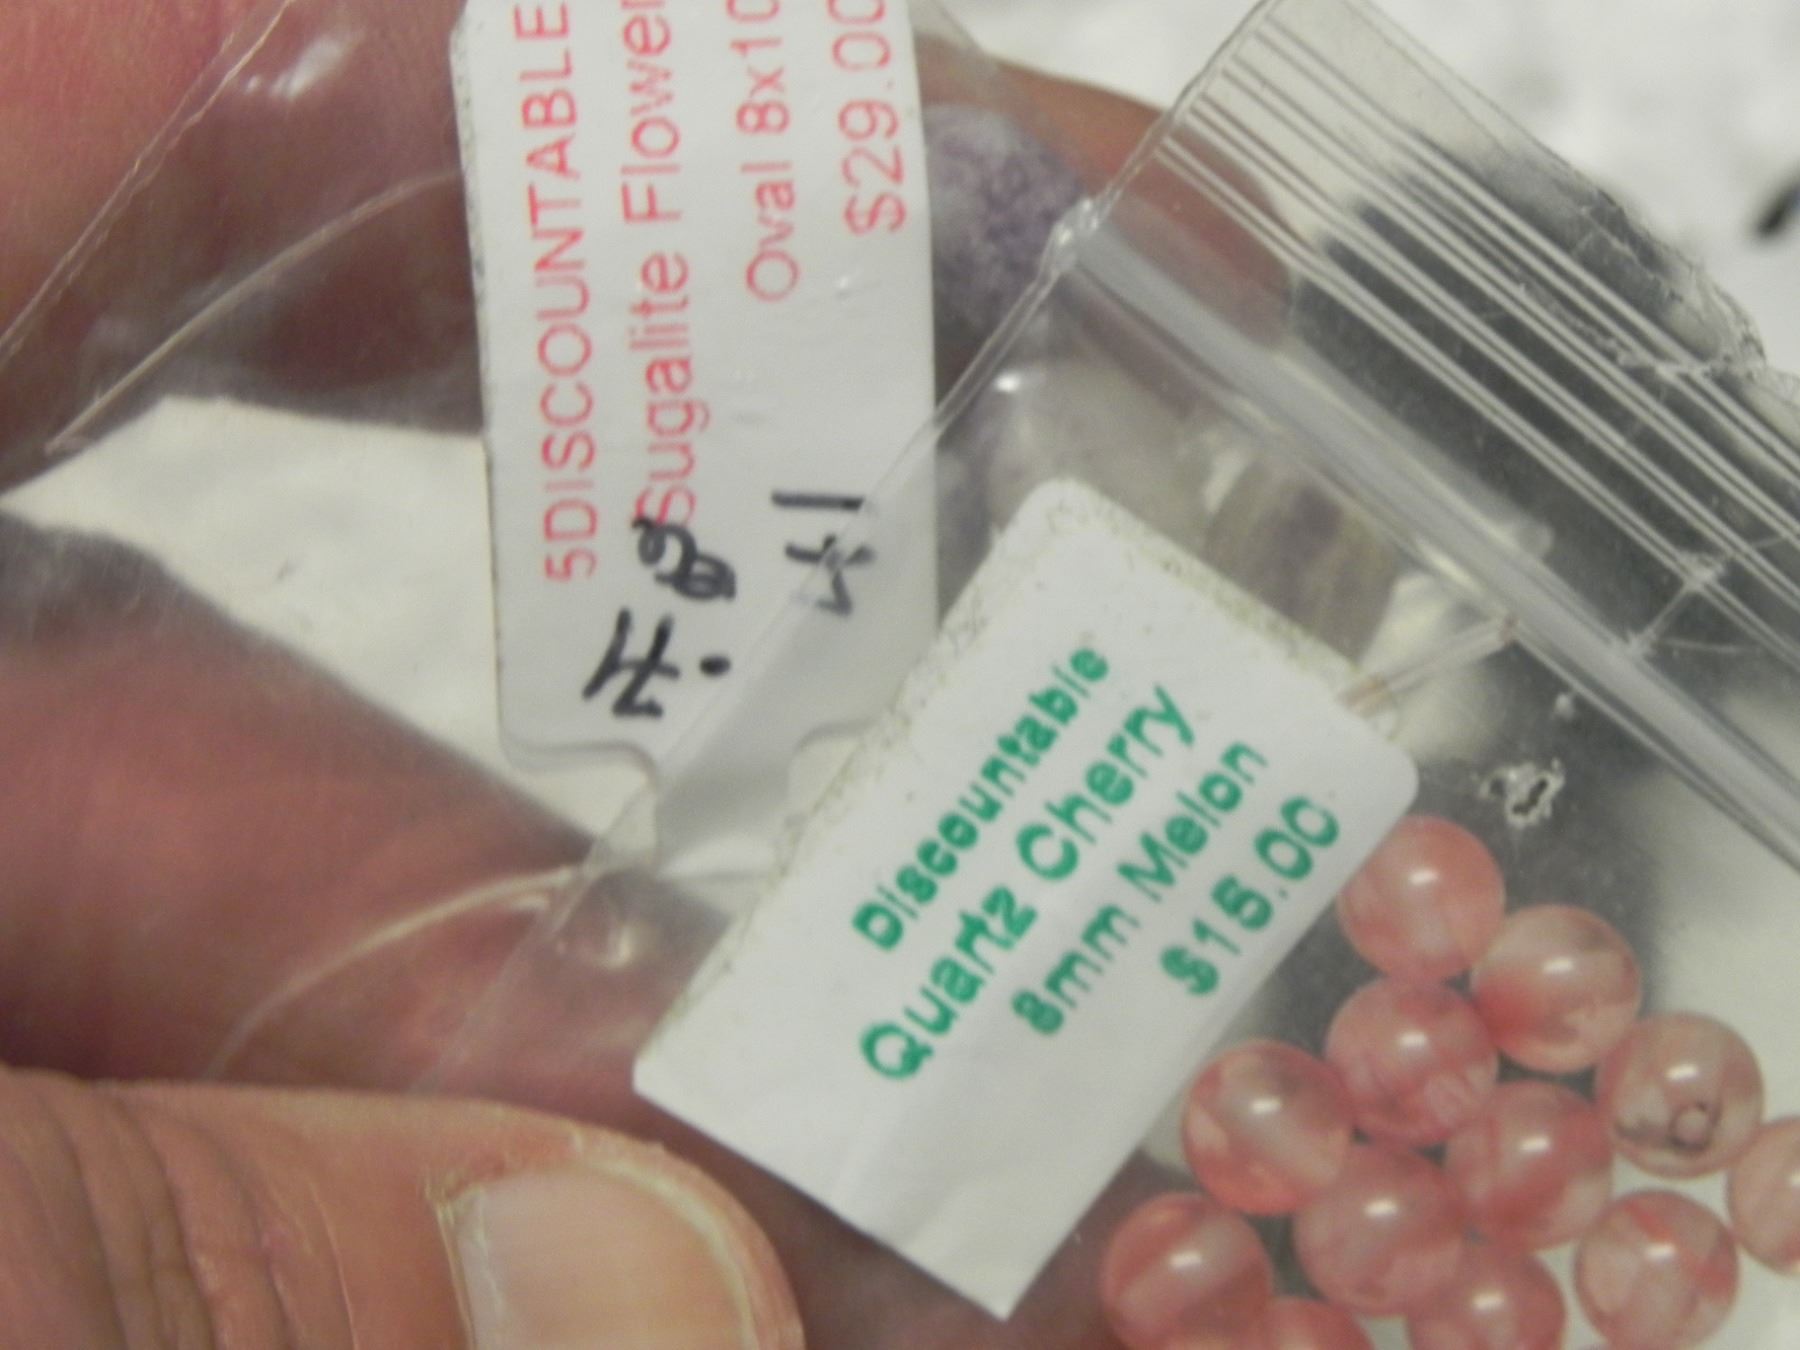 5DISCOUNTABLE
Sugalite Flower
Oval 8x10
$29.00
Discountable
Quartz Cherry
8mm Melon
$15.00